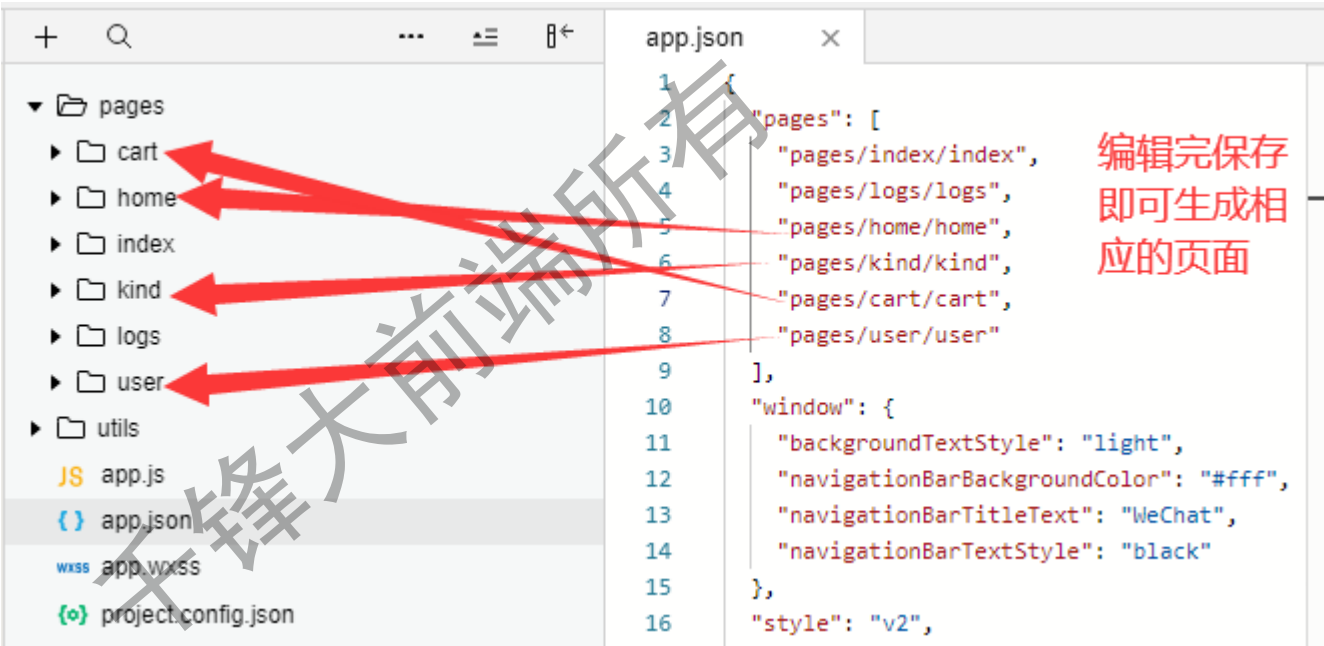 app.json
pages
cart
home
index
kind
logs
user
utils
JS app.js
{ } app.json
wxss app.wxss
{o} project.config.json
1 {
2 "pages": [
3 "pages/index/index",
4 "pages/logs/logs",
5 "pages/home/home",
6 "pages/kind/kind",
7 "pages/cart/cart",
8 "pages/user/user"
9 ],
10 "window": {
11 "backgroundTextStyle": "light",
12 "navigationBarBackgroundColor": "#fff",
13 "navigationBarTitleText": "WeChat",
14 "navigationBarTextStyle": "black"
15 },
16 "style": "v2",
编辑完保存
即可生成相
应的页面
千锋大前端所有